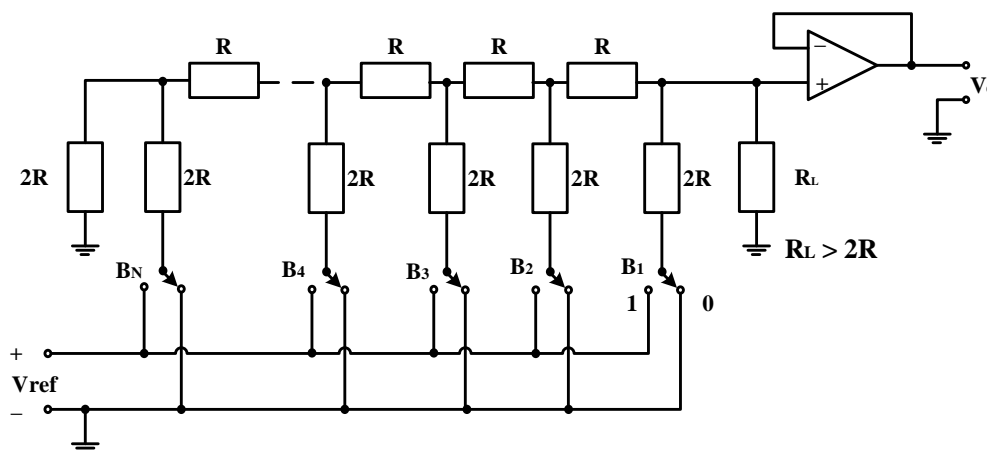 R R R R
− +
2R 2R 2R 2R 2R 2R RL
RL > 2R
BN B4 B3 B2 B1
1 0
+
Vref
−